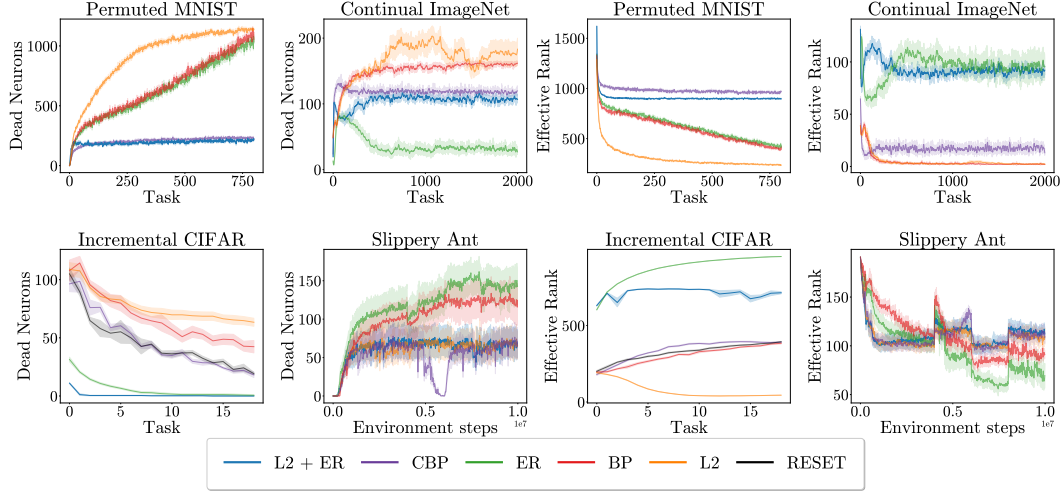 Permuted MNIST
Dead Neurons
1000
500
0
0 250 500 750
Task
Continual ImageNet
Dead Neurons
200
100
0
0 1000 2000
Task
Permuted MNIST
Effective Rank
1500
1000
500
0 250 500 750
Task
Continual ImageNet
Effective Rank
100
50
0
0 1000 2000
Task
Incremental CIFAR
Dead Neurons
100
50
0
0 5 10 15
Task
Slippery Ant
Dead Neurons
150
100
50
0
0.0 0.5 1.0
1e7
Environment steps
Incremental CIFAR
Effective Rank
500
0
0 5 10 15
Task
Slippery Ant
Effective Rank
150
100
50
0.0 0.5 1.0
1e7
Environment steps
L2 + ER CBP ER BP L2 RESET